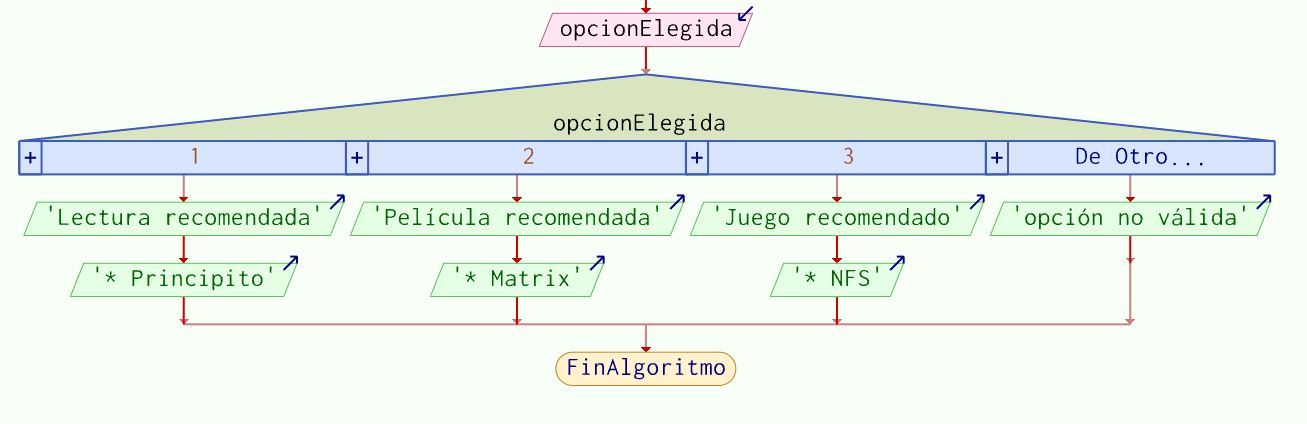 opcionElegida
opcionElegida
+ 1 + 2 + 3 + De Otro...
'Lectura recomendada' 'Película recomendada' 'Juego recomendado' 'opción no válida'
'* Principito' '* Matrix' '* NFS'
FinAlgoritmo